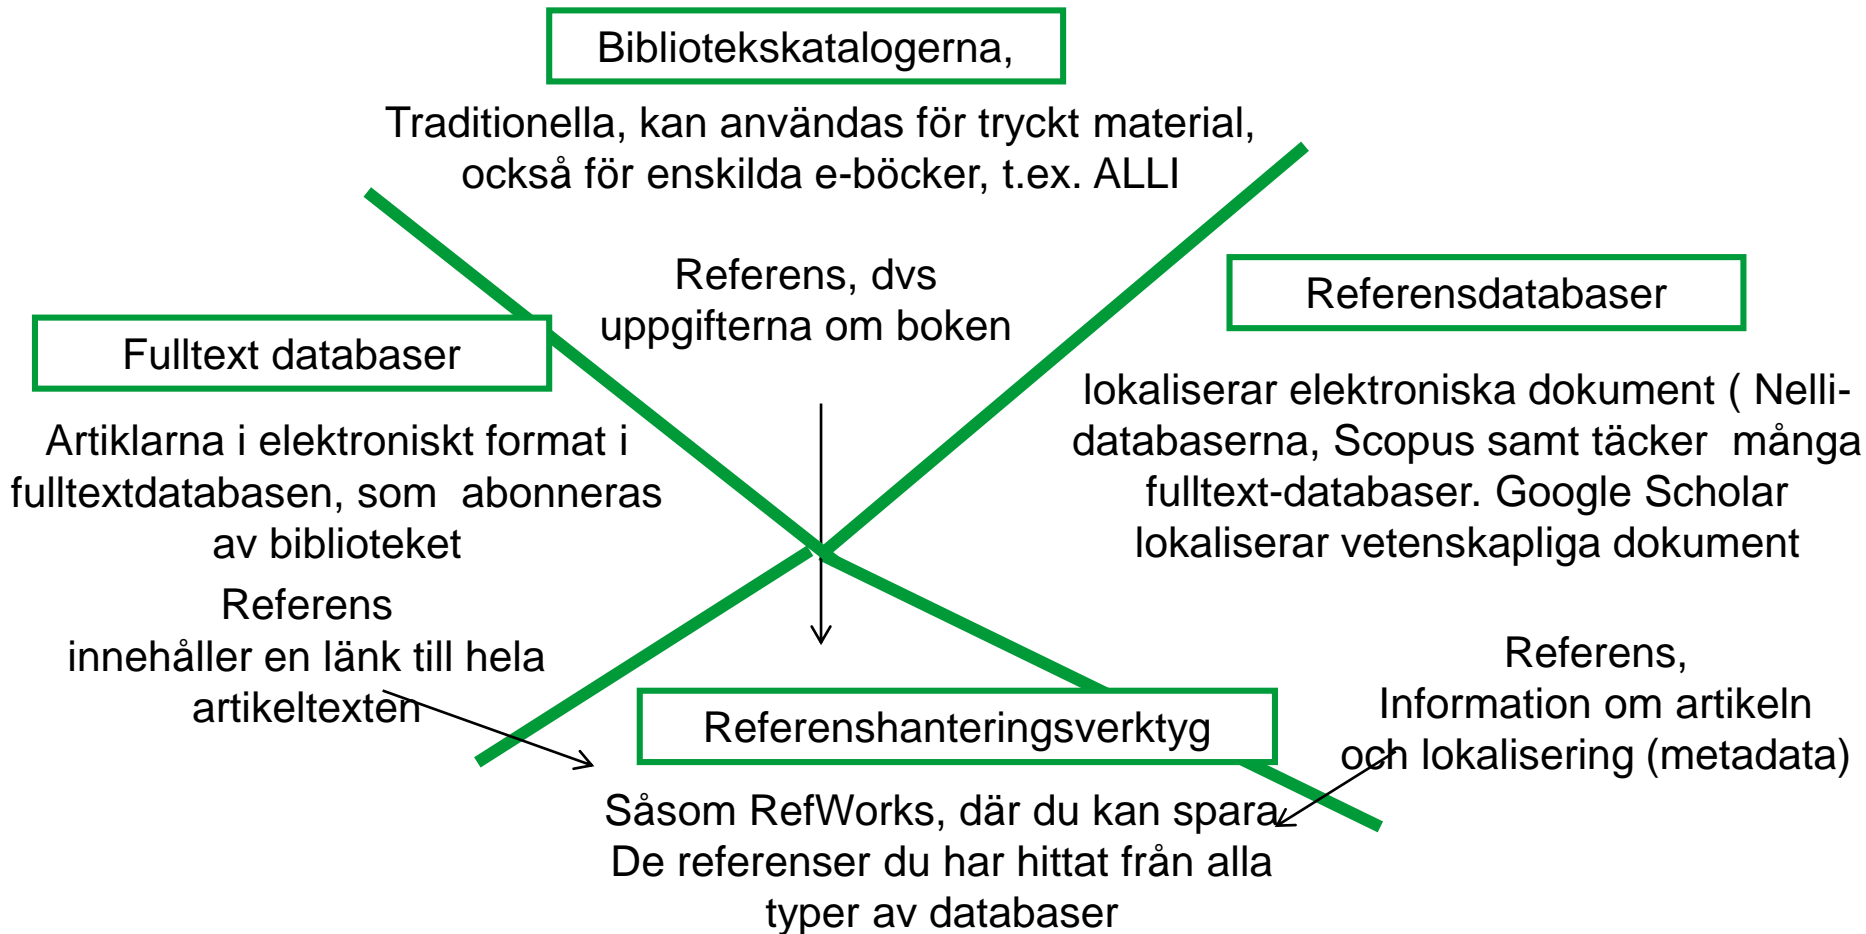 Bibliotekskatalogerna,
Traditionella, kan användas för tryckt material,
också för enskilda e-böcker, t.ex. ALLI
Referens, dvs
uppgifterna om boken
Fulltext databaser
Artiklarna i elektroniskt format i
fulltextdatabasen, som abonneras
av biblioteket
Referens
innehåller en länk till hela
artikeltexten
Referensdatabaser
lokaliserar elektroniska dokument ( Nelli-
databaserna, Scopus samt täcker många
fulltext-databaser. Google Scholar
lokaliserar vetenskapliga dokument
Referens,
Information om artikeln
och lokalisering (metadata)
Referenshanteringsverktyg
Såsom RefWorks, där du kan spara
De referenser du har hittat från alla
typer av databaser